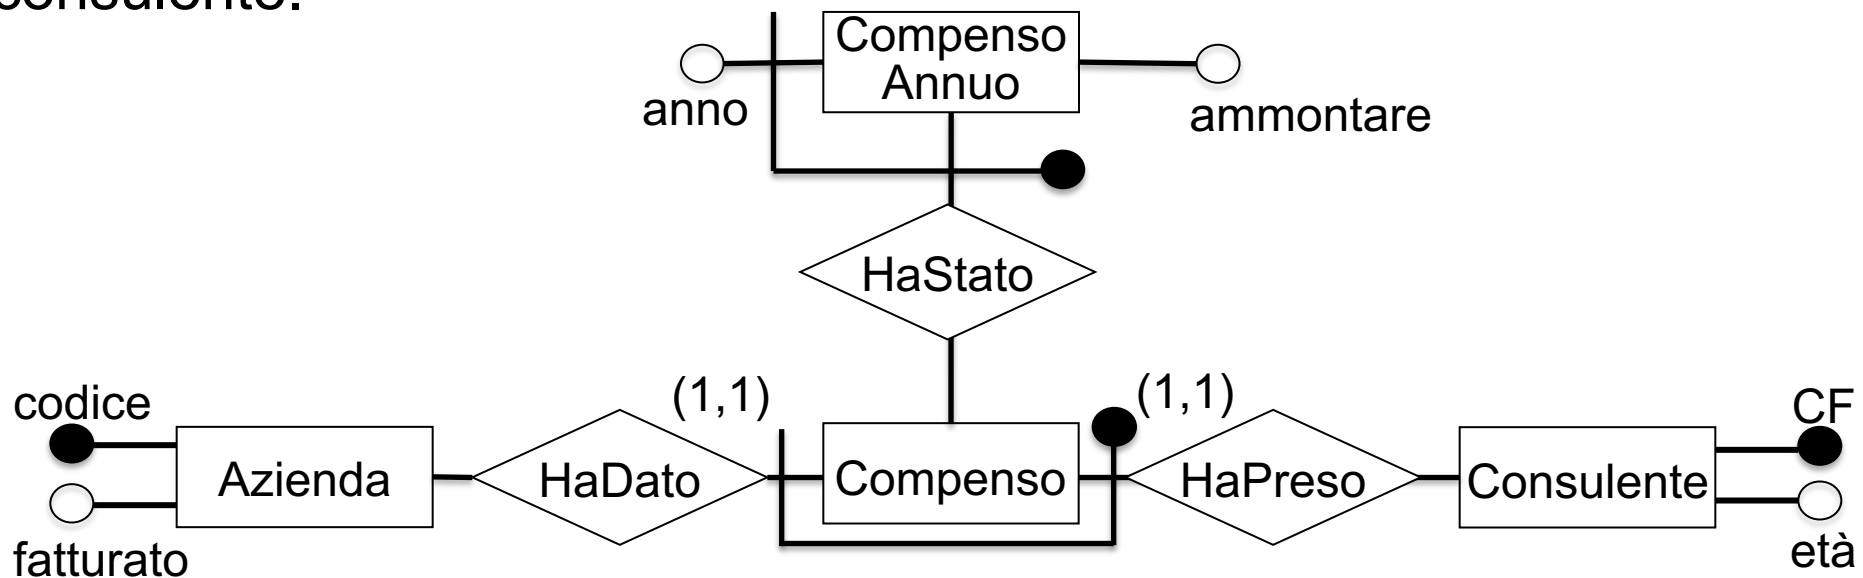 consulente.
Compenso
Annuo
anno
ammontare
HaStato
(1,1)
(1,1)
codice
CF
Azienda
HaDato
Compenso
HaPreso
Consulente
fatturato
età